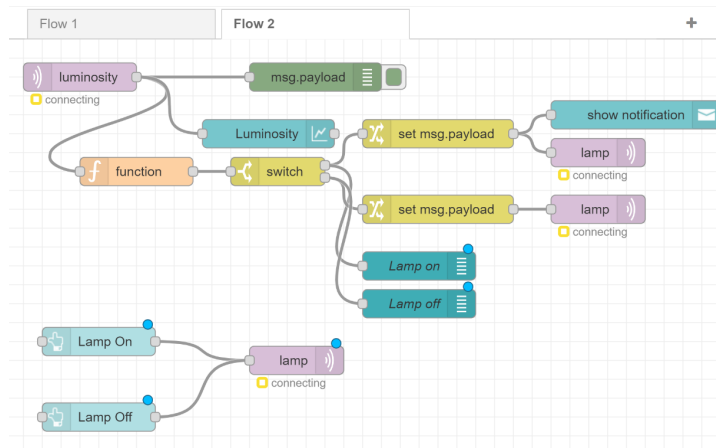 Flow 1
Flow 2
+
luminosity
msg.payload
connecting
Luminosity
set msg.payload
show notification
lamp
connecting
function
switch
set msg.payload
lamp
connecting
Lamp on
Lamp off
Lamp On
lamp
connecting
Lamp Off